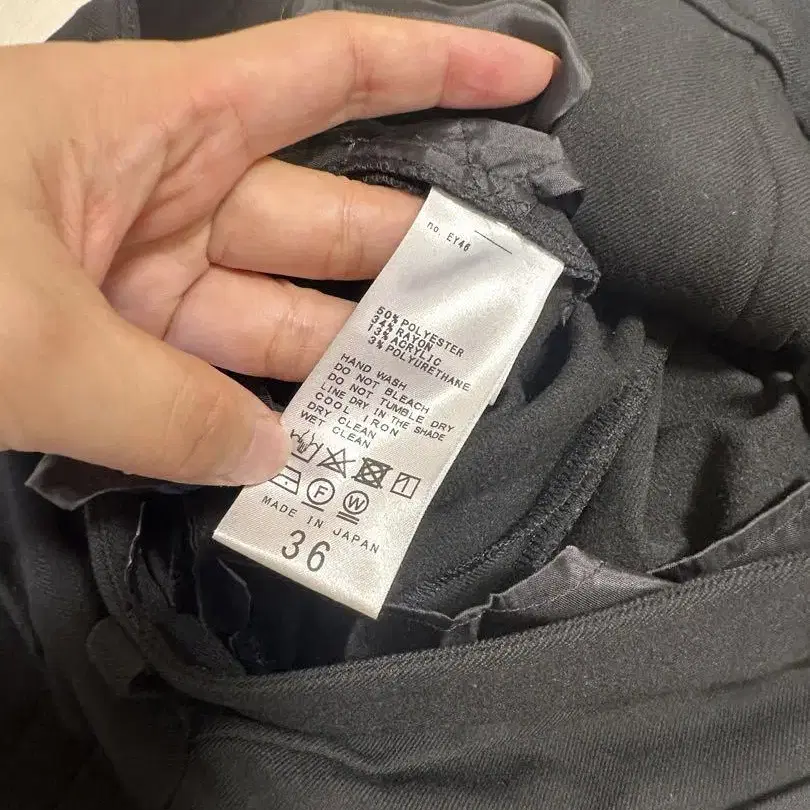 no. EY46
50% POLYESTER
34% RAYON
13% ACRYLIC
3% POLYURETHANE
HAND WASH
DO NOT BLEACH
DO NOT TUMBLE DRY
LINE DRY IN THE SHADE
COOL IRON
DRY CLEAN
WET CLEAN
F W
MADE IN JAPAN
36